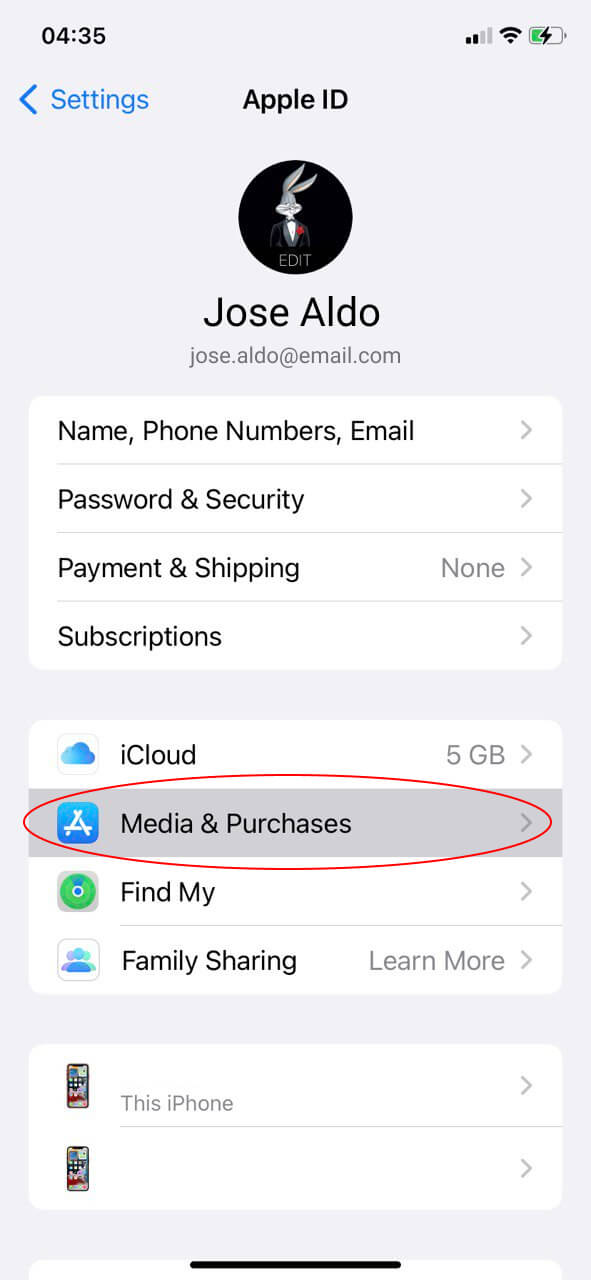 04:35
Settings
Apple ID
EDIT
Jose Aldo
jose.aldo@email.com
Name, Phone Numbers, Email
Password & Security
Payment & Shipping None
Subscriptions
iCloud 5 GB
Media & Purchases
Find My
Family Sharing Learn More
This iPhone